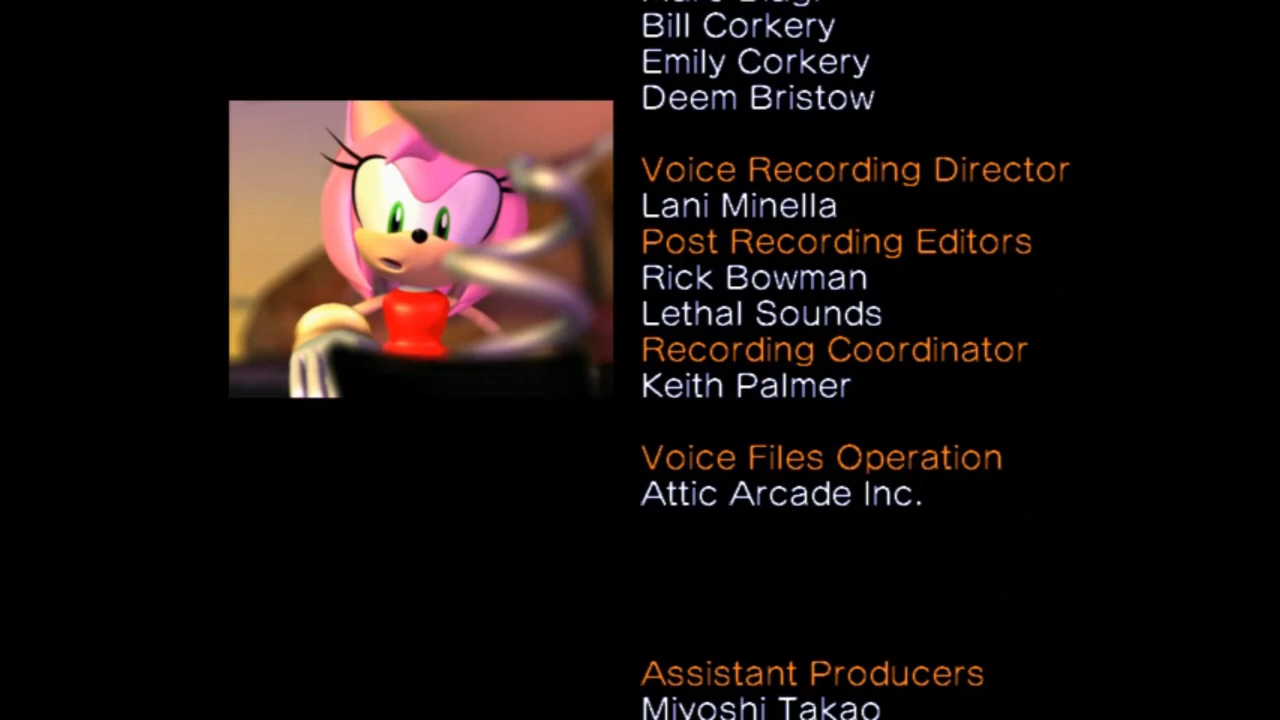 Bill Corkery
Emily Corkery
Deem Bristow
Voice Recording Director
Lani Minella
Post Recording Editors
Rick Bowman
Lethal Sounds
Recording Coordinator
Keith Palmer
Voice Files Operation
Attic Arcade Inc.
Assistant Producers
Miyoshi Takao